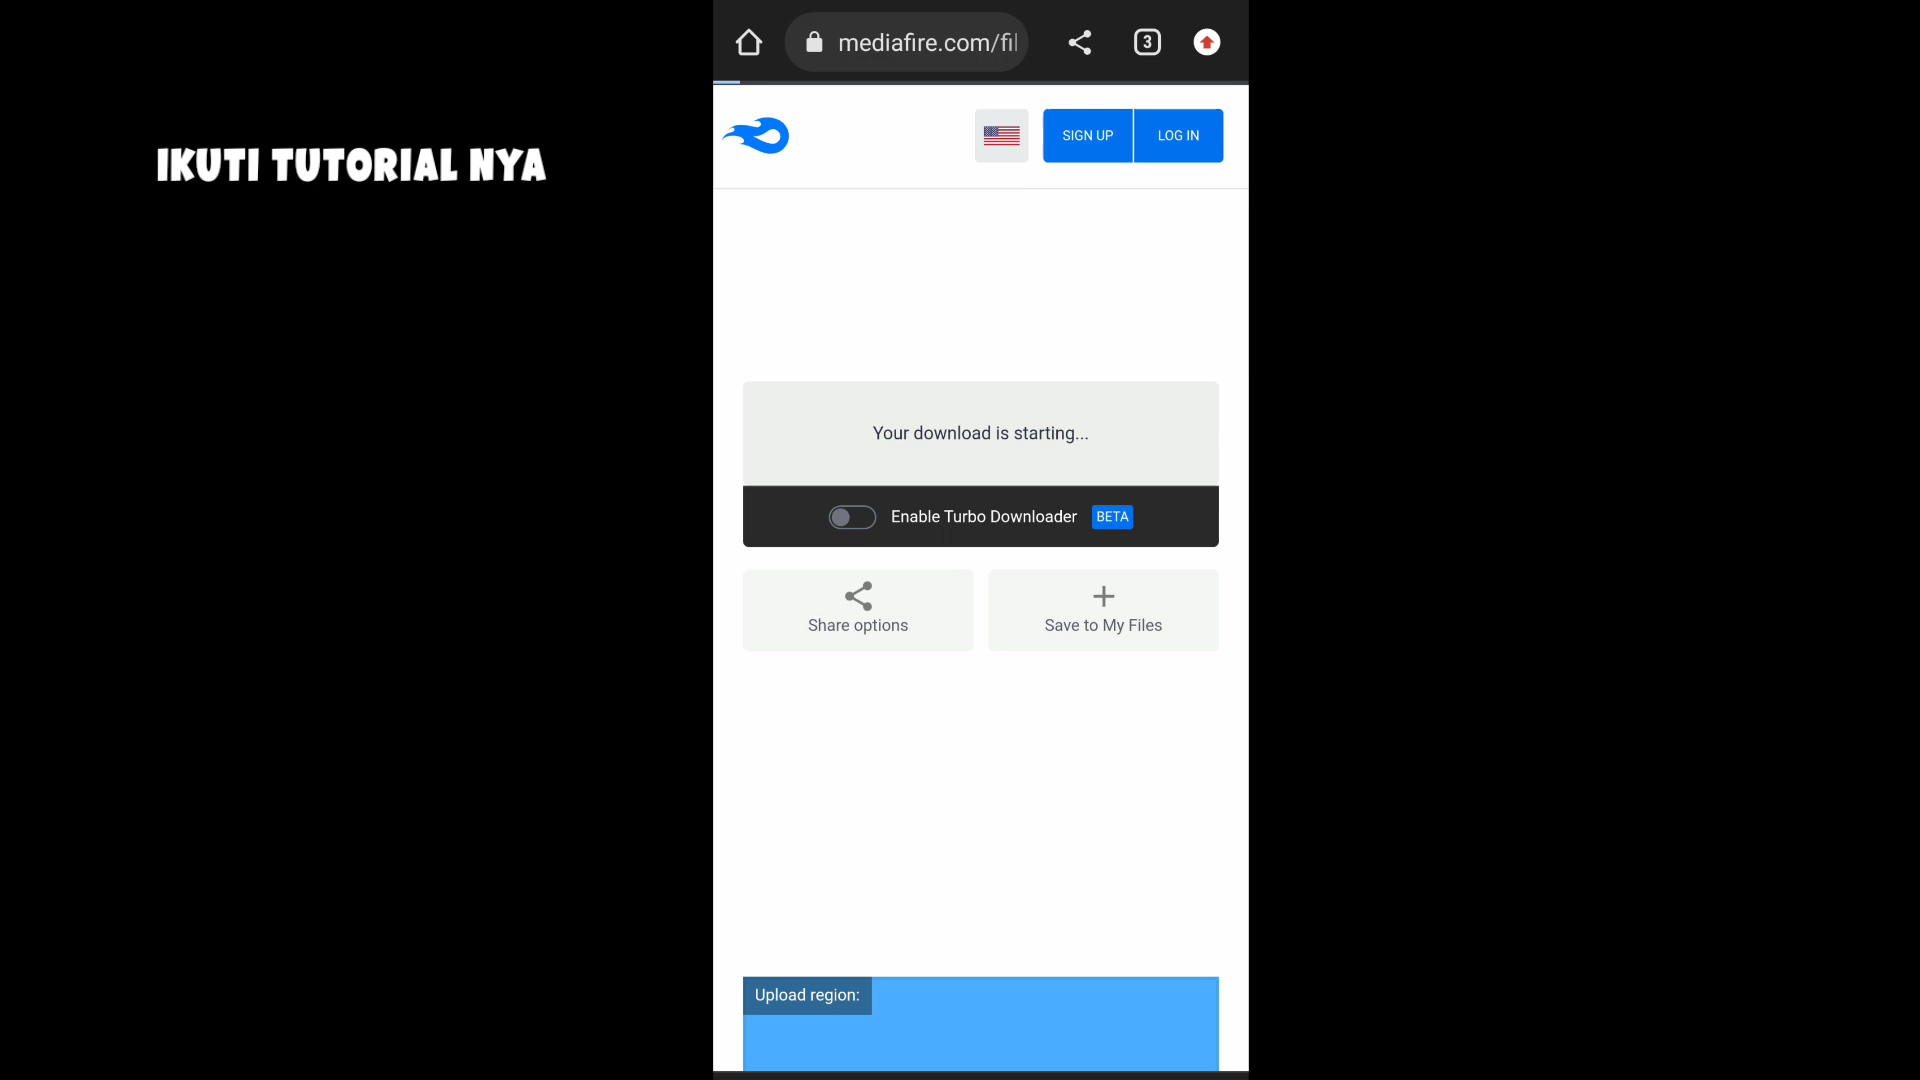 IKUTI TUTORIAL NYA
mediafire.com/fil
3
SIGN UP
LOG IN
Your download is starting...
Enable Turbo Downloader BETA
Share options
Save to My Files
Upload region: